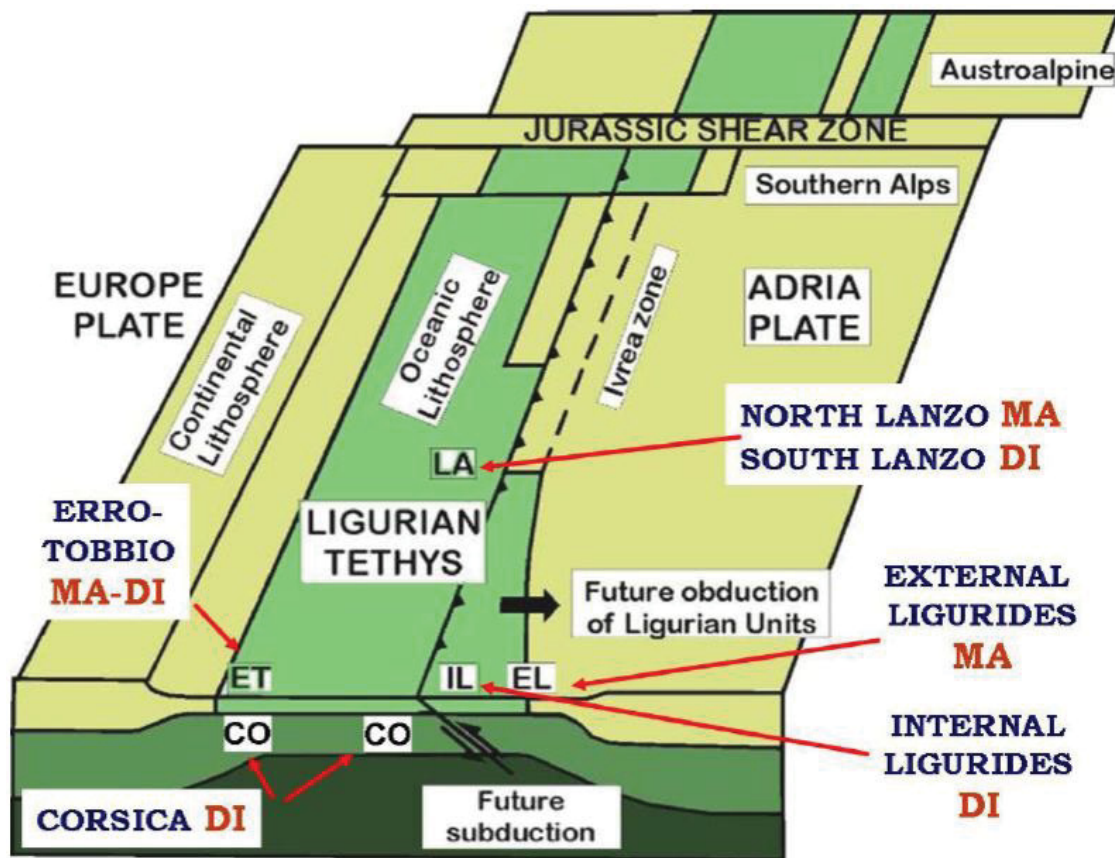 Austroalpine
JURASSIC SHEAR ZONE
Southern Alps
EUROPE
PLATE
Continental
Lithosphere
Oceanic
Lithosphere
Ivrea zone
ADRIA
PLATE
NORTH LANZO MA
SOUTH LANZO DI
LA
ERRO-
TOBBIO
MA-DI
LIGURIAN
TETHYS
Future obduction
of Ligurian Units
EXTERNAL
LIGURIDES
MA
ET
IL
EL
CO
CO
INTERNAL
LIGURIDES
DI
CORSICA DI
Future
subduction